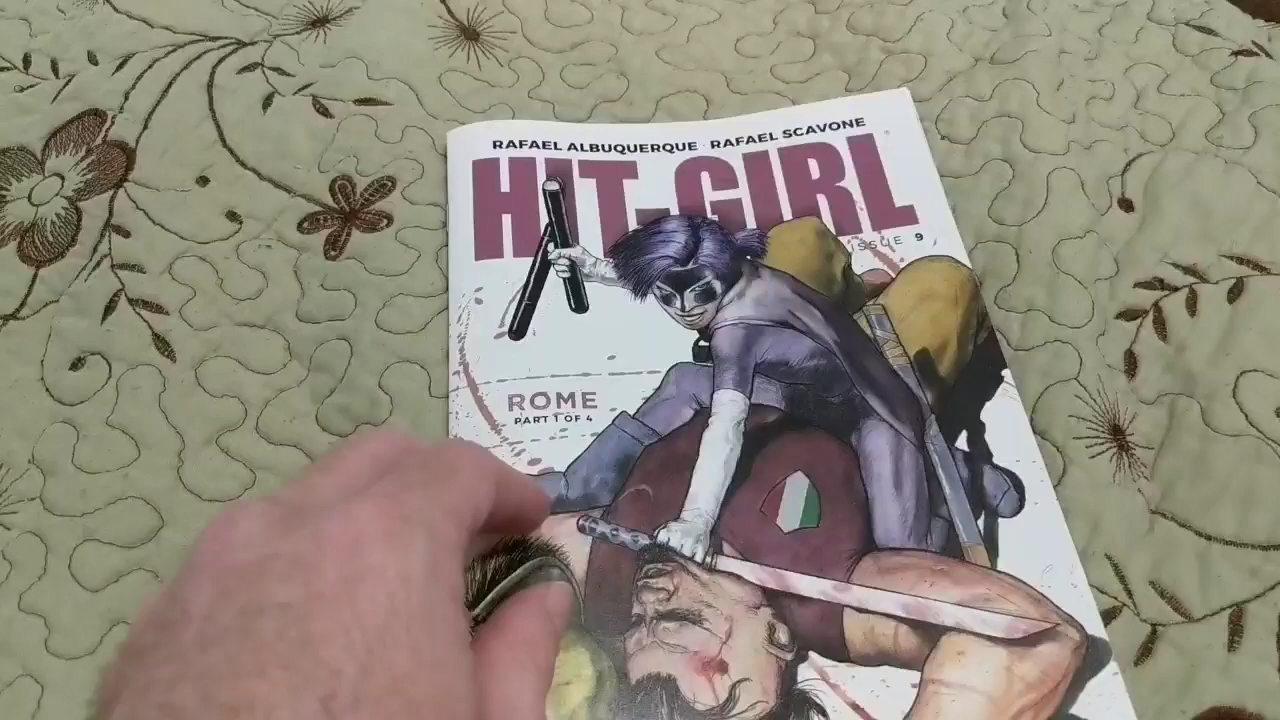 RAFAEL ALBUQUERQUE · RAFAEL SCAVONE
HIT-GIRL
ISSUE 9
ROME
PART 1 OF 4